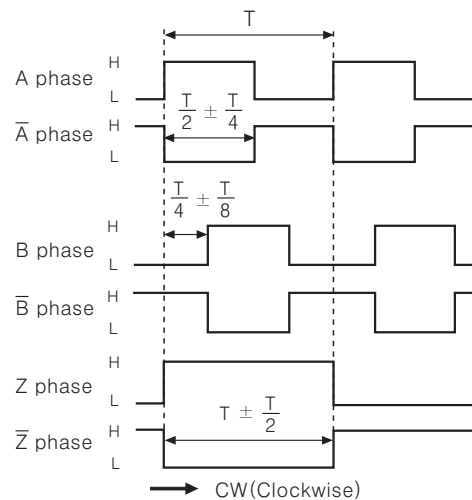 T
H
A phase
L
T/2 ± T/4
H
A̅ phase
L
T/4 ± T/8
H
B phase
L
H
B̅ phase
L
H
Z phase
L
T ± T/2
H
Z̅ phase
L
CW(Clockwise)